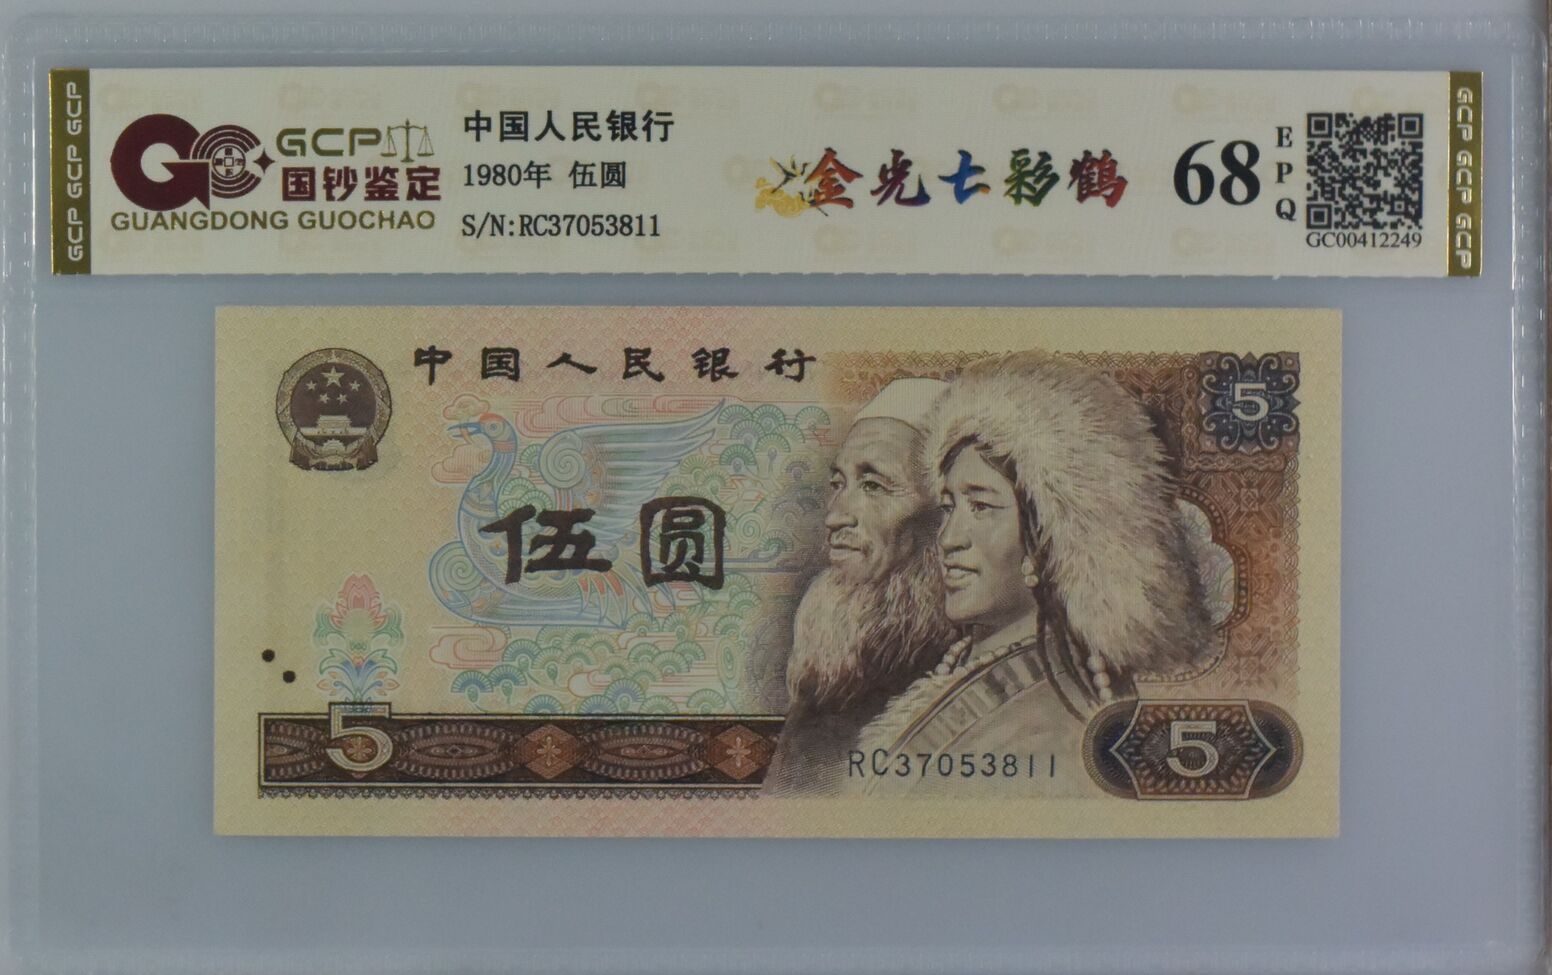 GCP GCP GCP
GCP
国钞鉴定
GUANGDONG GUOCHAO
中国人民银行
1980年 伍圆
S/N:RC37053811
金光七彩鹤
68
EPQ
GC00412249
GCP GCP GCP
中国人民银行
5
伍圆
5
RC37053811
5